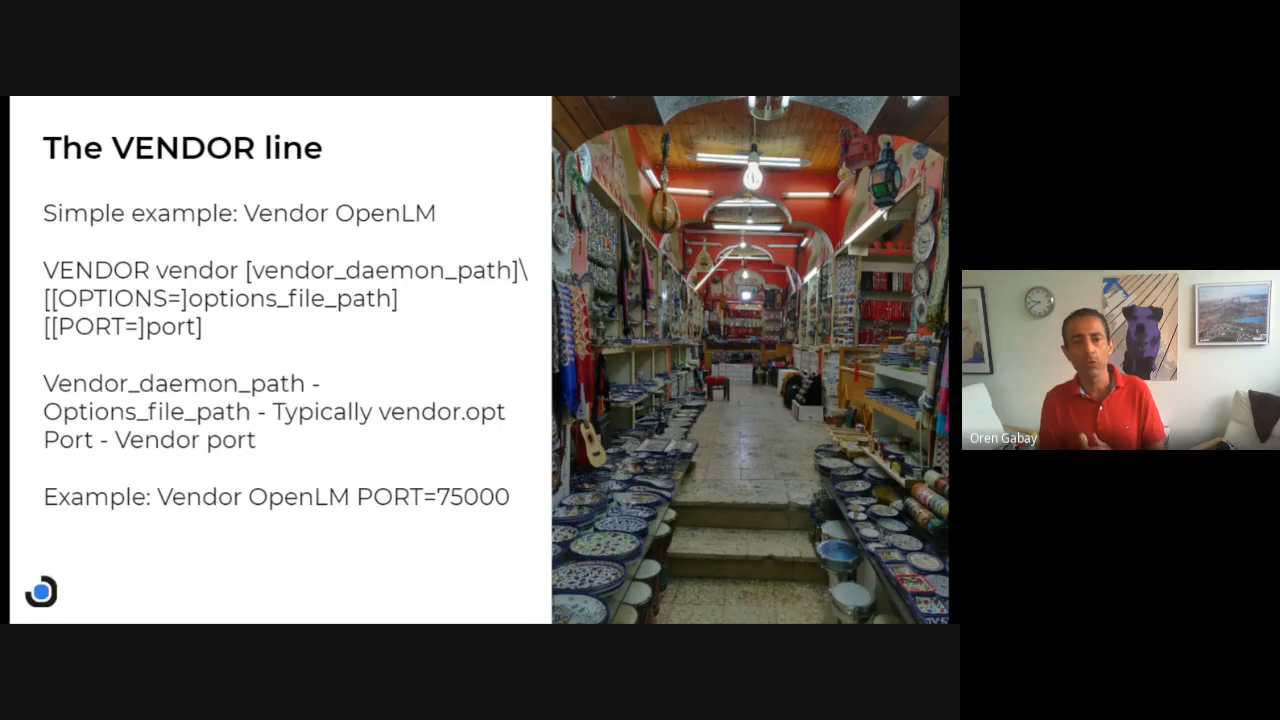 The VENDOR line
Simple example: Vendor OpenLM
VENDOR vendor [vendor_daemon_path]\
[[OPTIONS=]options_file_path]
[[PORT=]port]
Vendor_daemon_path -
Options_file_path - Typically vendor.opt
Port - Vendor port
Example: Vendor OpenLM PORT=75000
Oren Gabay